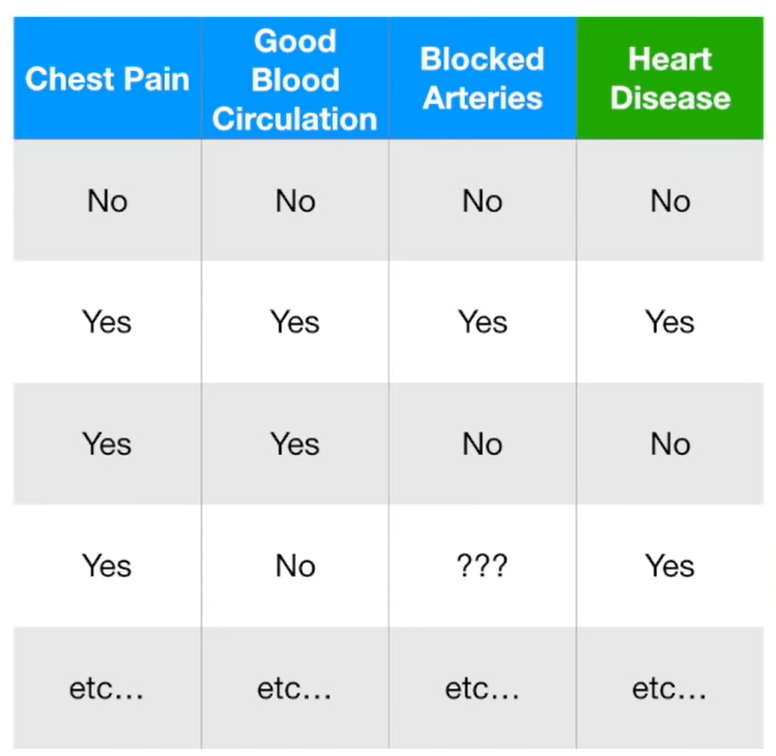 Chest Pain
Good
Blood
Circulation
Blocked
Arteries
Heart
Disease
No No No No
Yes Yes Yes Yes
Yes Yes No No
Yes No ??? Yes
etc... etc... etc... etc...